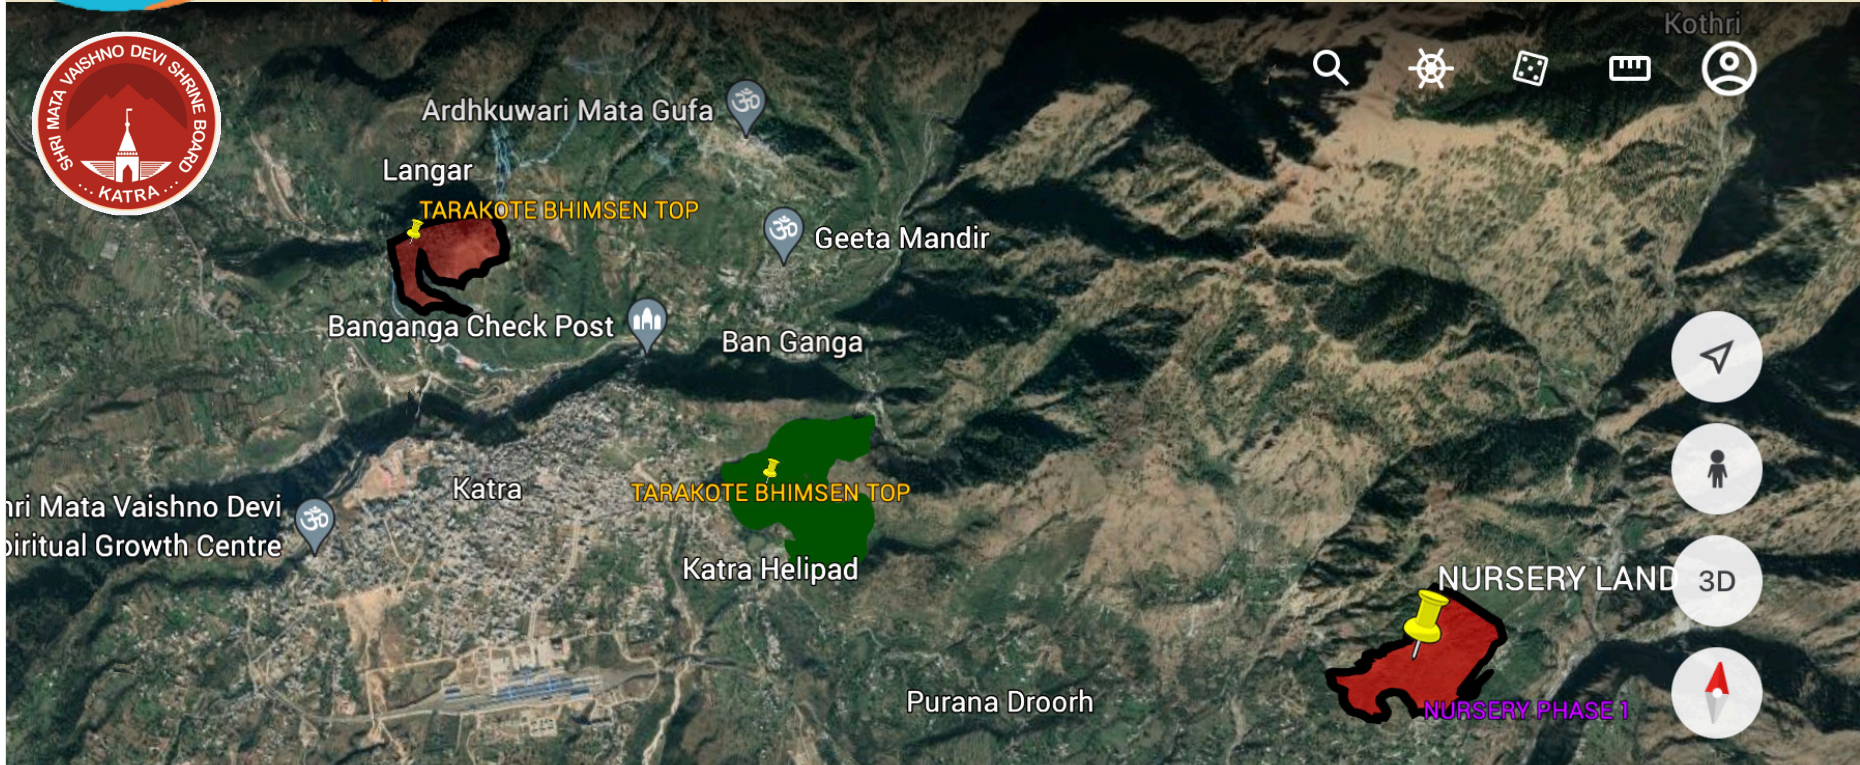 Kothri
SHRI MATA VAISHNO DEVI SHRINE BOARD
... KATRA ...
Ardhkuwari Mata Gufa
Langar
TARAKOTE BHIMSEN TOP
Geeta Mandir
Banganga Check Post
Ban Ganga
Katra
TARAKOTE BHIMSEN TOP
hri Mata Vaishno Devi
piritual Growth Centre
Katra Helipad
NURSERY LAND
3D
Purana Droorh
NURSERY PHASE 1